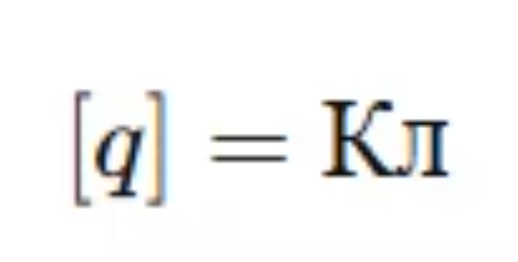 [q] = Кл